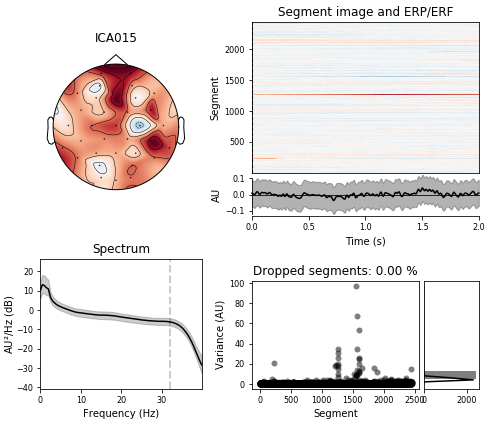 ICA015
Segment image and ERP/ERF
Segment
2000
1500
1000
500
AU
0.1
0.0
−0.1
0.0 0.5 1.0 1.5 2.0
Time (s)
Spectrum
AU²/Hz (dB)
20
10
0
−10
−20
−30
−40
0 10 20 30
Frequency (Hz)
Dropped segments: 0.00 %
Variance (AU)
100
80
60
40
20
0
0 500 1000 1500 2000 2500
Segment
0 2000